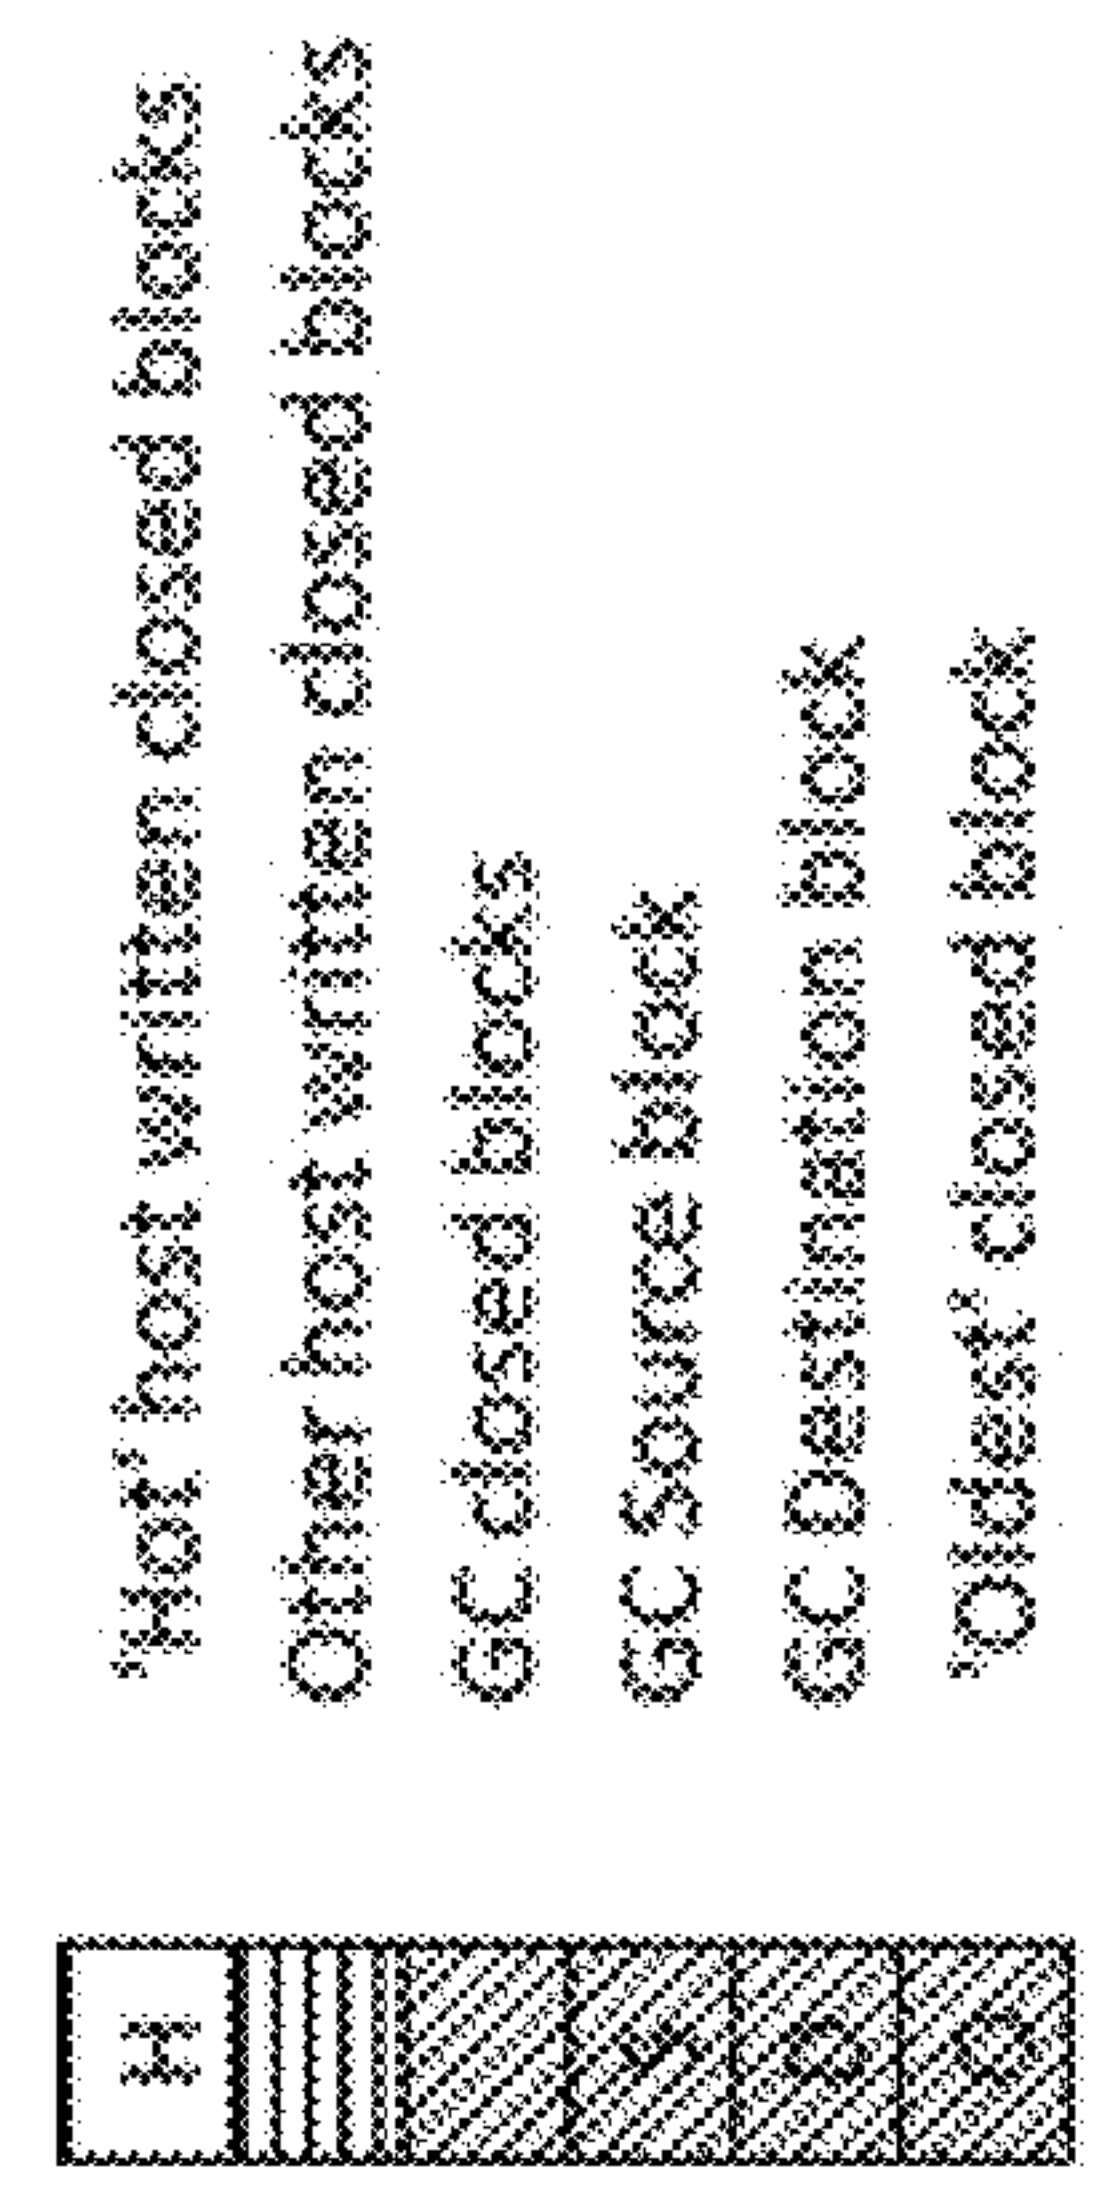 H "Hot" host written closed blocks
Other host written closed blocks
GC closed blocks
GC Source block
D GC Destination block
O "Oldest" closed block